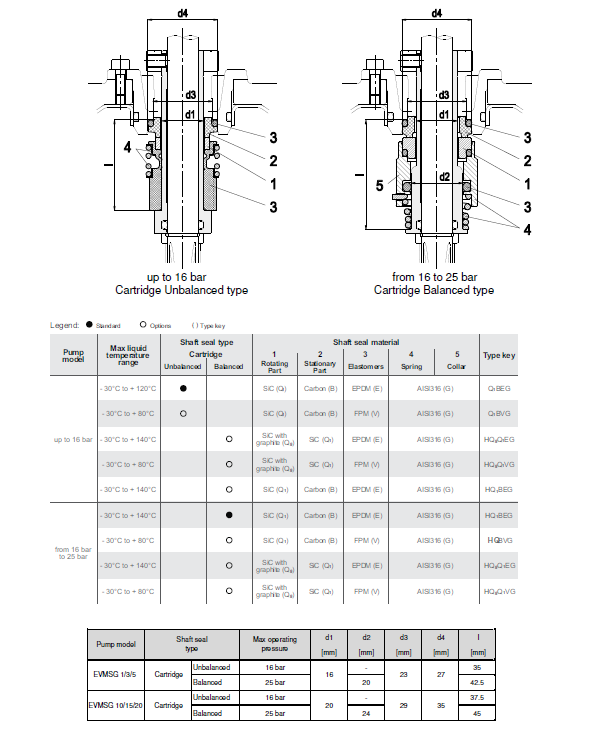 d4
d3
d1
l
4
3
2
1
3
up to 16 bar
Cartridge Unbalanced type
d4
d3
d1
d2
l
5
3
2
1
3
4
from 16 to 25 bar
Cartridge Balanced type
Legend: ● Standard ○ Options ( ) Type key
Pump model | Max liquid temperature range | Shaft seal type | Shaft seal material | Type key
Cartridge | 1 | 2 | 3 | 4 | 5
Unbalanced | Balanced | Rotating Part | Stationary Part | Elastomers | Spring | Collar
up to 16 bar
- 30°C to + 120°C | ● | | SiC (Q₁) | Carbon (B) | EPDM (E) | AISI316 (G) | Q₁BEG
- 30°C to + 80°C | ○ | | SiC (Q₁) | Carbon (B) | FPM (V) | AISI316 (G) | Q₁BVG
- 30°C to + 140°C | | ○ | SiC with graphite (Q₆) | SiC (Q₁) | EPDM (E) | AISI316 (G) | HQ₆Q₁EG
- 30°C to + 80°C | | ○ | SiC with graphite (Q₆) | SiC (Q₁) | FPM (V) | AISI316 (G) | HQ₆Q₁VG
- 30°C to + 140°C | | ○ | SiC (Q₁) | Carbon (B) | EPDM (E) | AISI316 (G) | HQ₁BEG
from 16 bar to 25 bar
- 30°C to + 140°C | | ● | SiC (Q₁) | Carbon (B) | EPDM (E) | AISI316 (G) | HQ₁BEG
- 30°C to + 80°C | | ○ | SiC (Q₁) | Carbon (B) | FPM (V) | AISI316 (G) | HQBVG
- 30°C to + 140°C | | ○ | SiC with graphite (Q₆) | SiC (Q₁) | EPDM (E) | AISI316 (G) | HQ₆Q₁EG
- 30°C to + 80°C | | ○ | SiC with graphite (Q₆) | SiC (Q₁) | FPM (V) | AISI316 (G) | HQ₆Q₁VG
Pump model | Shaft seal type | Max operating pressure | d1 [mm] | d2 [mm] | d3 [mm] | d4 [mm] | l [mm]
EVMSG 1/3/5 | Cartridge | Unbalanced | 16 bar | 16 | - | 23 | 27 | 35
Balanced | 25 bar | 20 | 42.5
EVMSG 10/15/20 | Cartridge | Unbalanced | 16 bar | 20 | - | 29 | 35 | 37.5
Balanced | 25 bar | 24 | 45